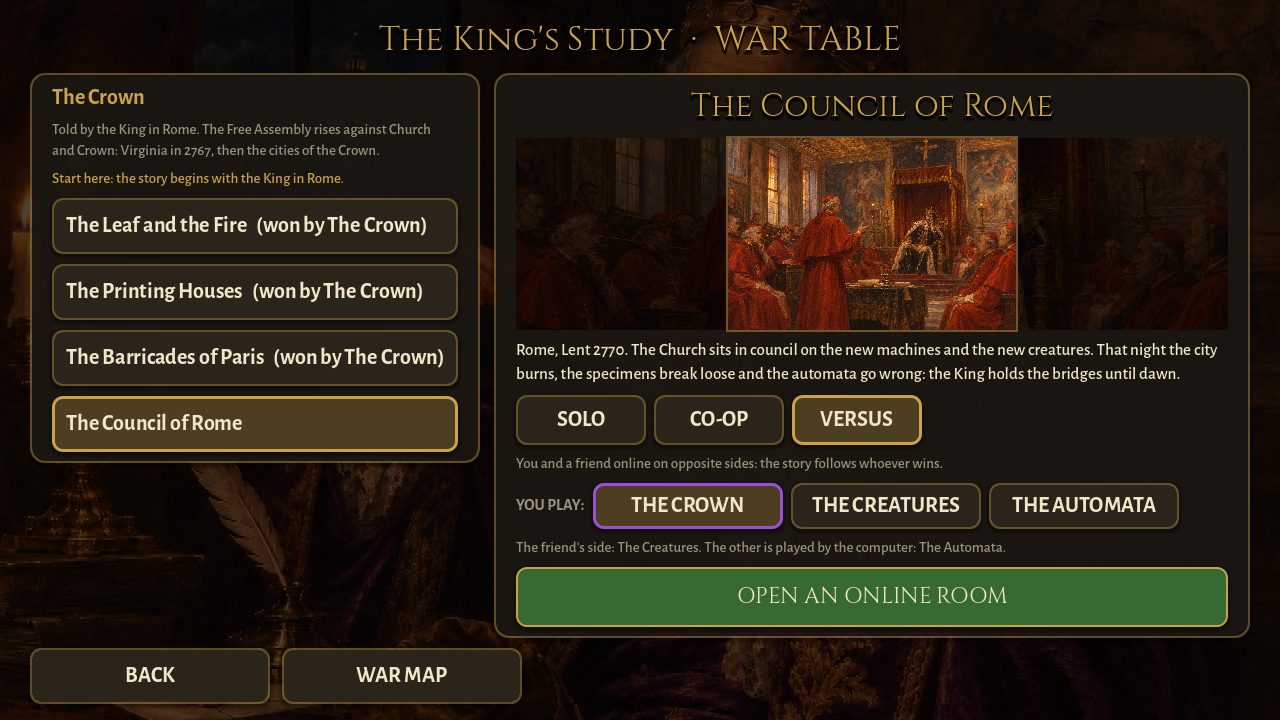 The King's Study · WAR TABLE
The Crown
Told by the King in Rome. The Free Assembly rises against Church
and Crown: Virginia in 2767, then the cities of the Crown.
Start here: the story begins with the King in Rome.
The Leaf and the Fire (won by The Crown)
The Printing Houses (won by The Crown)
The Barricades of Paris (won by The Crown)
The Council of Rome
The Council of Rome
Rome, Lent 2770. The Church sits in council on the new machines and the new creatures. That night the city
burns, the specimens break loose and the automata go wrong: the King holds the bridges until dawn.
SOLO CO-OP VERSUS
You and a friend online on opposite sides: the story follows whoever wins.
YOU PLAY: THE CROWN THE CREATURES THE AUTOMATA
The friend's side: The Creatures. The other is played by the computer: The Automata.
OPEN AN ONLINE ROOM
BACK WAR MAP